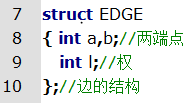 7 struct EDGE
8 { int a,b;//两端点
9 int l;//权
10 };//边的结构